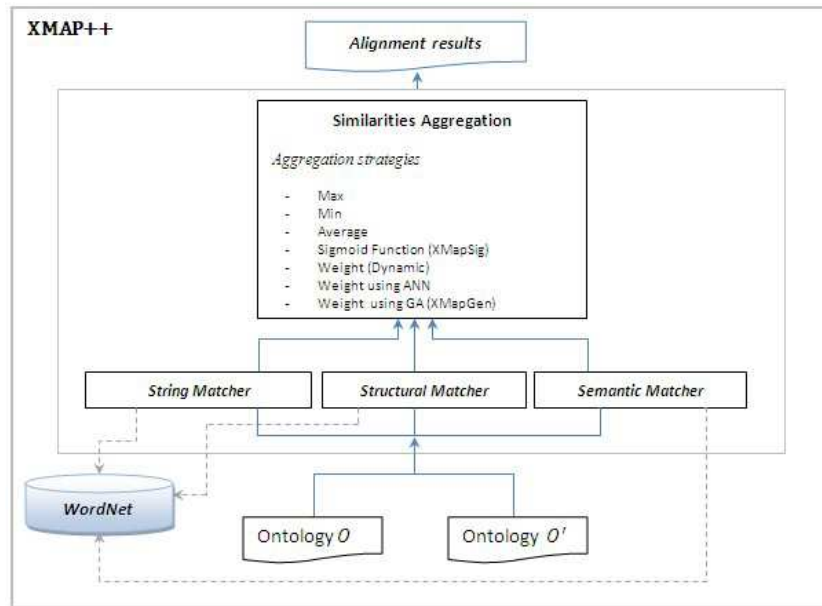 XMAP++
Alignment results
Similarities Aggregation
Aggregation strategies
- Max
- Min
- Average
- Sigmoid Function (XMapSig)
- Weight (Dynamic)
- Weight using ANN
- Weight using GA (XMapGen)
String Matcher
Structural Matcher
Semantic Matcher
WordNet
Ontology O
Ontology O'